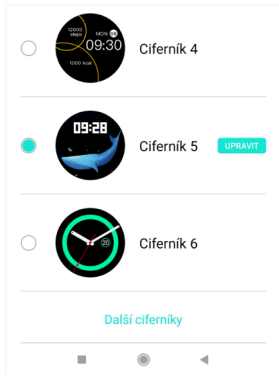 12000
steps
MON 28
09:30
1000 kcal
Ciferník 4
09:28
Ciferník 5
UPRAVIT
20
Ciferník 6
Další ciferníky